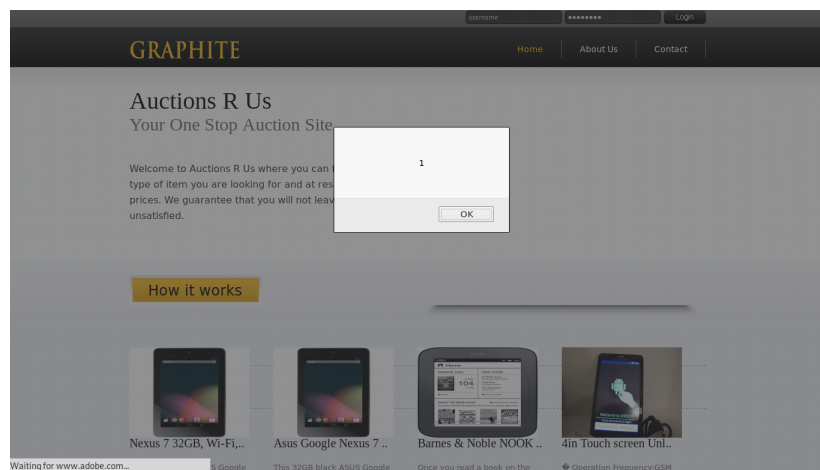 username
Login
GRAPHITE
Home
About Us
Contact
Auctions R Us
Your One Stop Auction Site
Welcome to Auctions R Us where you can
type of item you are looking for and at
prices. We guarantee that you will not
unsatisfied.
1
OK
How it works
Nexus 7 32GB, Wi-Fi,..
Asus Google Nexus 7 ..
Barnes & Noble NOOK ..
4in Touch screen Unl..
Waiting for www.adobe.com...
S Google
This 32GB black ASUS Google
Once you read a book on the
� Operation Frequency:GSM